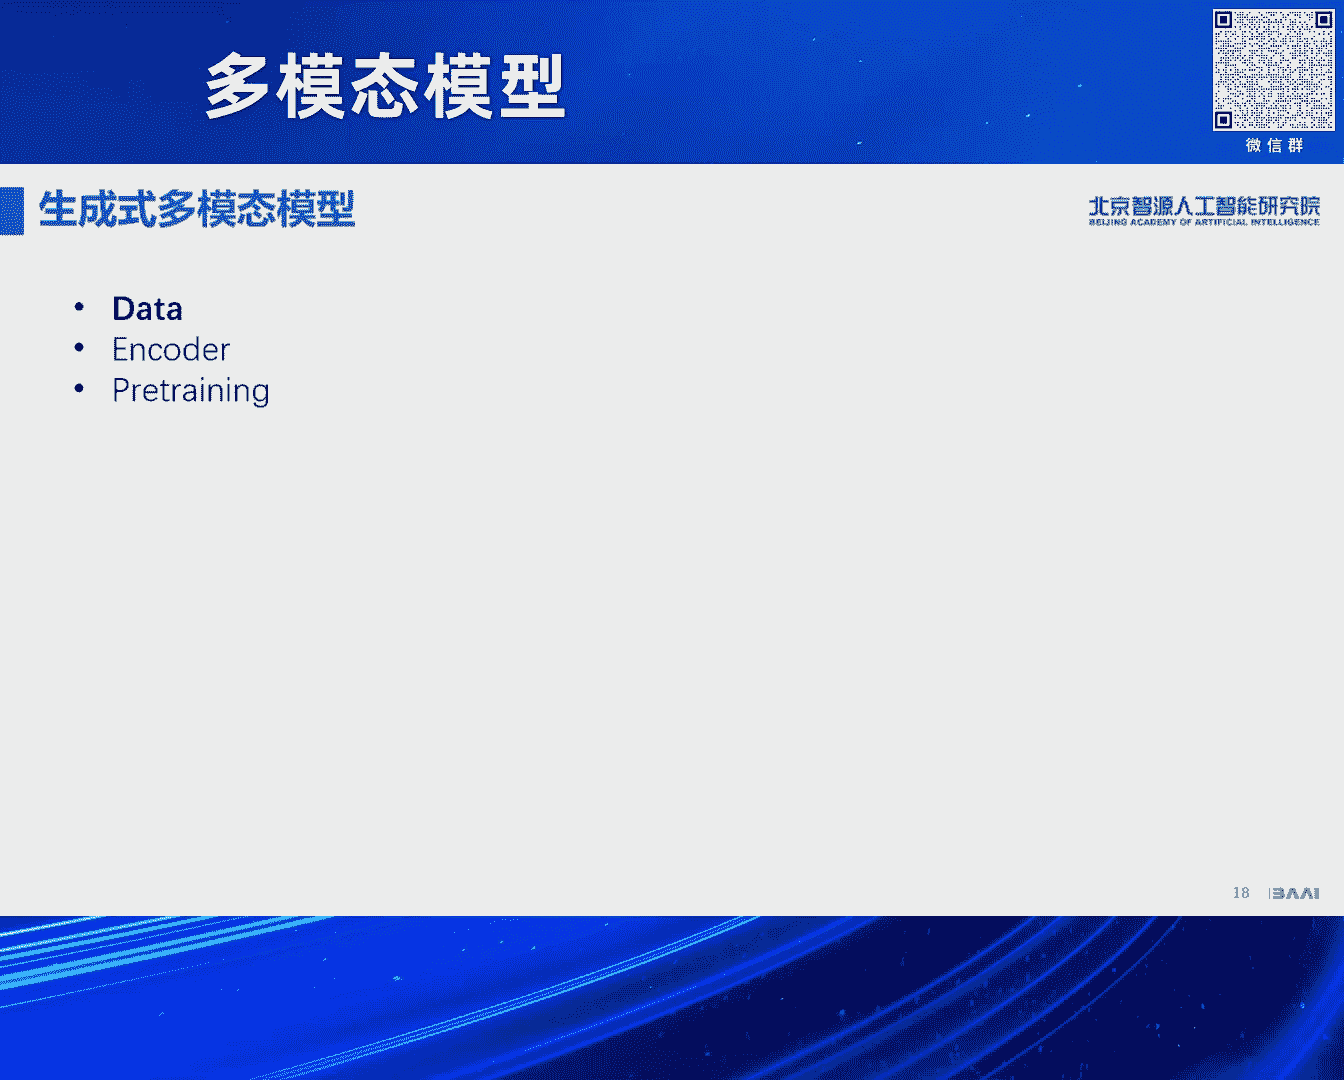 多模态模型
微信群
生成式多模态模型
北京智源人工智能研究院
BEIJING ACADEMY OF ARTIFICIAL INTELLIGENCE
• Data
• Encoder
• Pretraining
18
BAAI